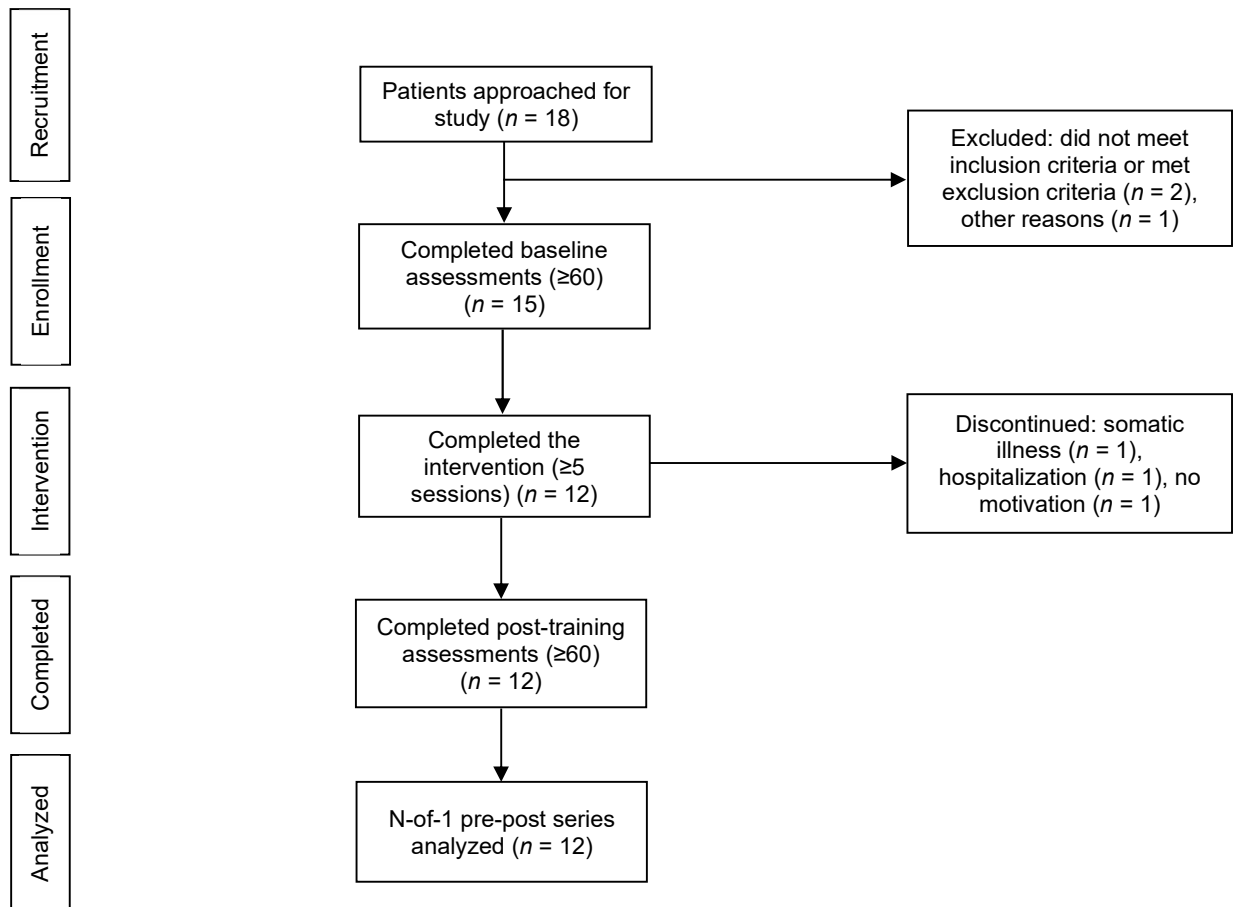 Recruitment
Patients approached for
study (n = 18)
Excluded: did not meet
inclusion criteria or met
exclusion criteria (n = 2),
other reasons (n = 1)
Enrollment
Completed baseline
assessments (≥60)
(n = 15)
Intervention
Completed the
intervention (≥5
sessions) (n = 12)
Discontinued: somatic
illness (n = 1),
hospitalization (n = 1), no
motivation (n = 1)
Completed
Completed post-training
assessments (≥60)
(n = 12)
Analyzed
N-of-1 pre-post series
analyzed (n = 12)